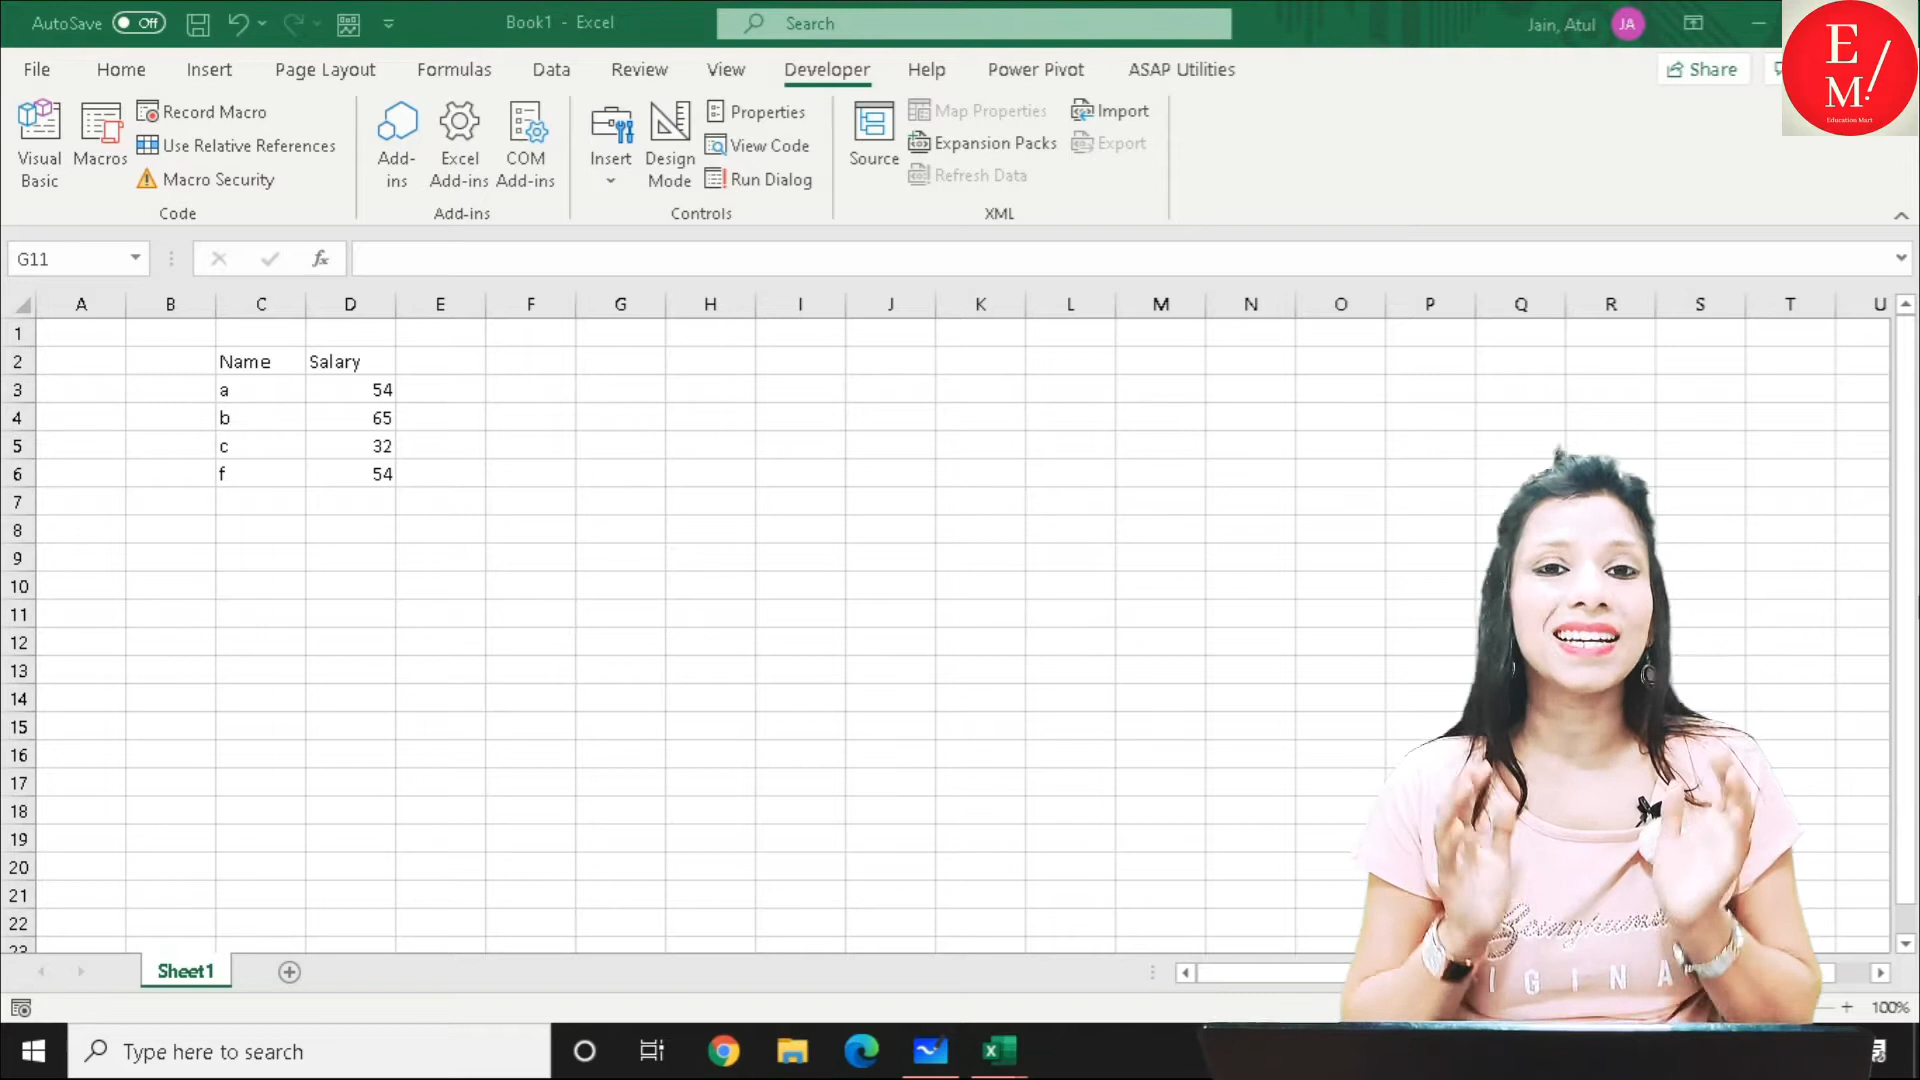 AutoSave Off Book1 - Excel Search Jain, Atul JA
File Home Insert Page Layout Formulas Data Review View Developer Help Power Pivot ASAP Utilities Share
E M!
Education Mart
Visual Basic
Macros
Record Macro
Use Relative References
Macro Security
Code
Add-ins
Excel Add-ins
COM Add-ins
Add-ins
Insert
Design Mode
Properties
View Code
Run Dialog
Controls
Source
Map Properties
Expansion Packs
Refresh Data
Import
Export
XML
G11 fx
A B C D E F G H I J K L M N O P Q R S T U
1
2 Name Salary
3 a 54
4 b 65
5 c 32
6 f 54
7
8
9
10
11
12
13
14
15
16
17
18
19
20
21
22
23
IGINA
Sheet1
100%
Type here to search